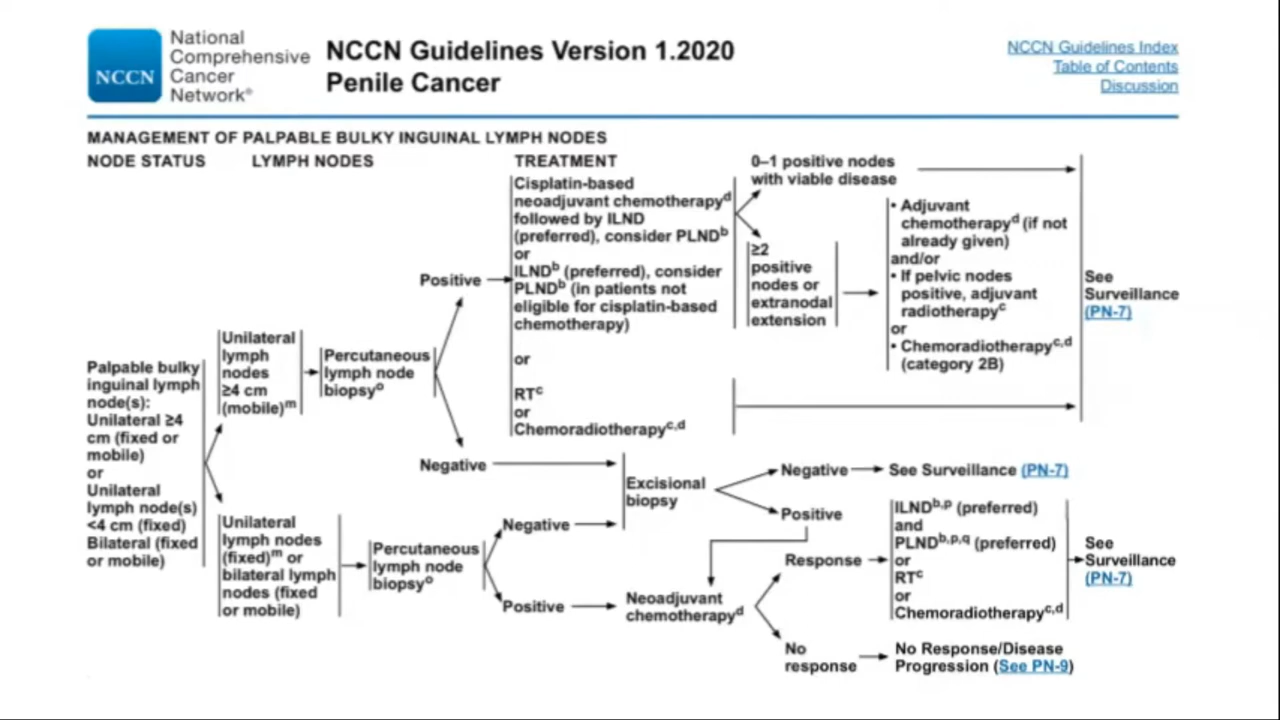 National
Comprehensive
Cancer
Network®
NCCN
NCCN Guidelines Version 1.2020
Penile Cancer
NCCN Guidelines Index
Table of Contents
Discussion
MANAGEMENT OF PALPABLE BULKY INGUINAL LYMPH NODES
NODE STATUS
LYMPH NODES
TREATMENT
Palpable bulky
inguinal lymph
node(s):
Unilateral ≥4
cm (fixed or
mobile)
or
Unilateral
lymph node(s)
<4 cm (fixed)
Bilateral (fixed
or mobile)
Unilateral
lymph
nodes
≥4 cm
(mobile)m
Percutaneous
lymph node
biopsyo
Positive
Negative
Cisplatin-based
neoadjuvant chemotherapyd
followed by ILND
(preferred), consider PLNDb
or
ILNDb (preferred), consider
PLNDb (in patients not
eligible for cisplatin-based
chemotherapy)
or
RTc
or
Chemoradiotherapyc,d
0–1 positive nodes
with viable disease
≥2
positive
nodes or
extranodal
extension
• Adjuvant
chemotherapyd (if not
already given)
and/or
• If pelvic nodes
positive, adjuvant
radiotherapyc
or
• Chemoradiotherapyc,d
(category 2B)
See
Surveillance
(PN-7)
Unilateral
lymph nodes
(fixed)m or
bilateral lymph
nodes (fixed
or mobile)
Percutaneous
lymph node
biopsyo
Negative
Positive
Excisional
biopsy
Negative
See Surveillance (PN-7)
Positive
Neoadjuvant
chemotherapyd
Response
ILNDb,p (preferred)
and
PLNDb,p,q (preferred)
or
RTc
or
Chemoradiotherapyc,d
See
Surveillance
(PN-7)
No
response
No Response/Disease
Progression (See PN-9)